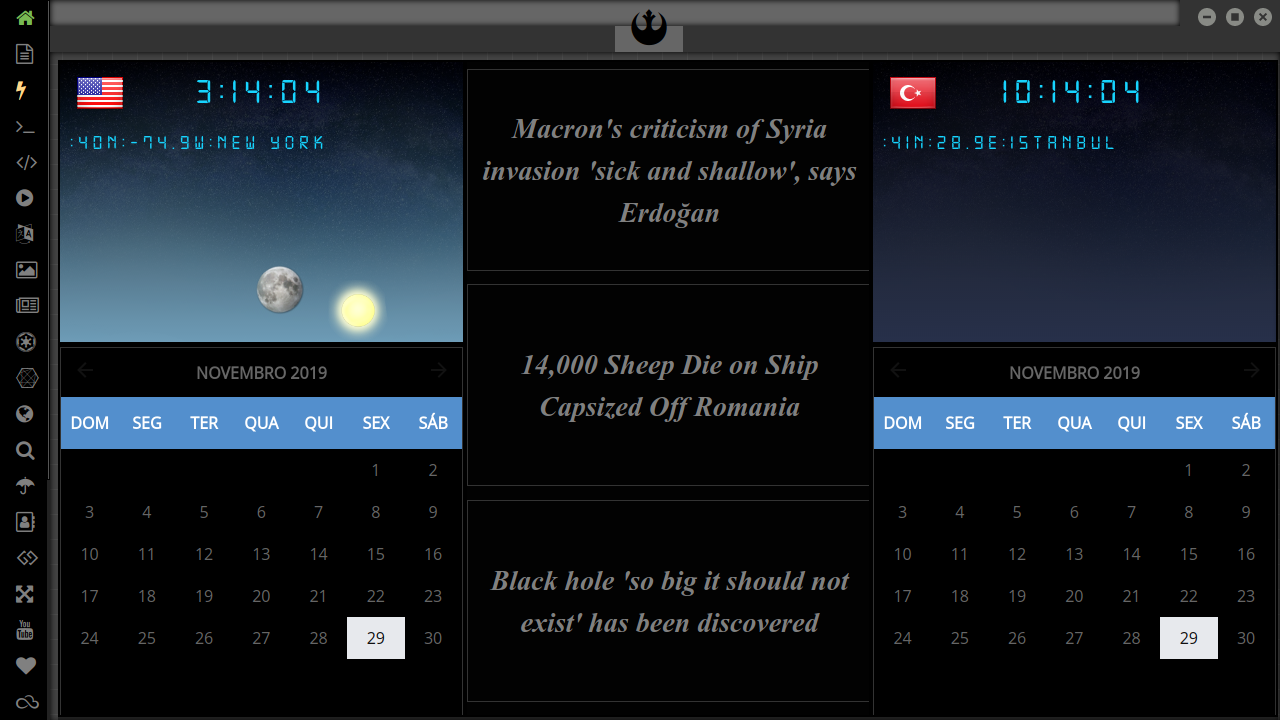 3:14:04
:40N:-74.9W:NEW YORK
NOVEMBRO 2019
DOM SEG TER QUA QUI SEX SÁB
1 2
3 4 5 6 7 8 9
10 11 12 13 14 15 16
17 18 19 20 21 22 23
24 25 26 27 28 29 30
Macron's criticism of Syria
invasion 'sick and shallow', says
Erdoğan
14,000 Sheep Die on Ship
Capsized Off Romania
Black hole 'so big it should not
exist' has been discovered
10:14:04
:41N:28.9E:ISTANBUL
NOVEMBRO 2019
DOM SEG TER QUA QUI SEX SÁB
1 2
3 4 5 6 7 8 9
10 11 12 13 14 15 16
17 18 19 20 21 22 23
24 25 26 27 28 29 30
You
Tube